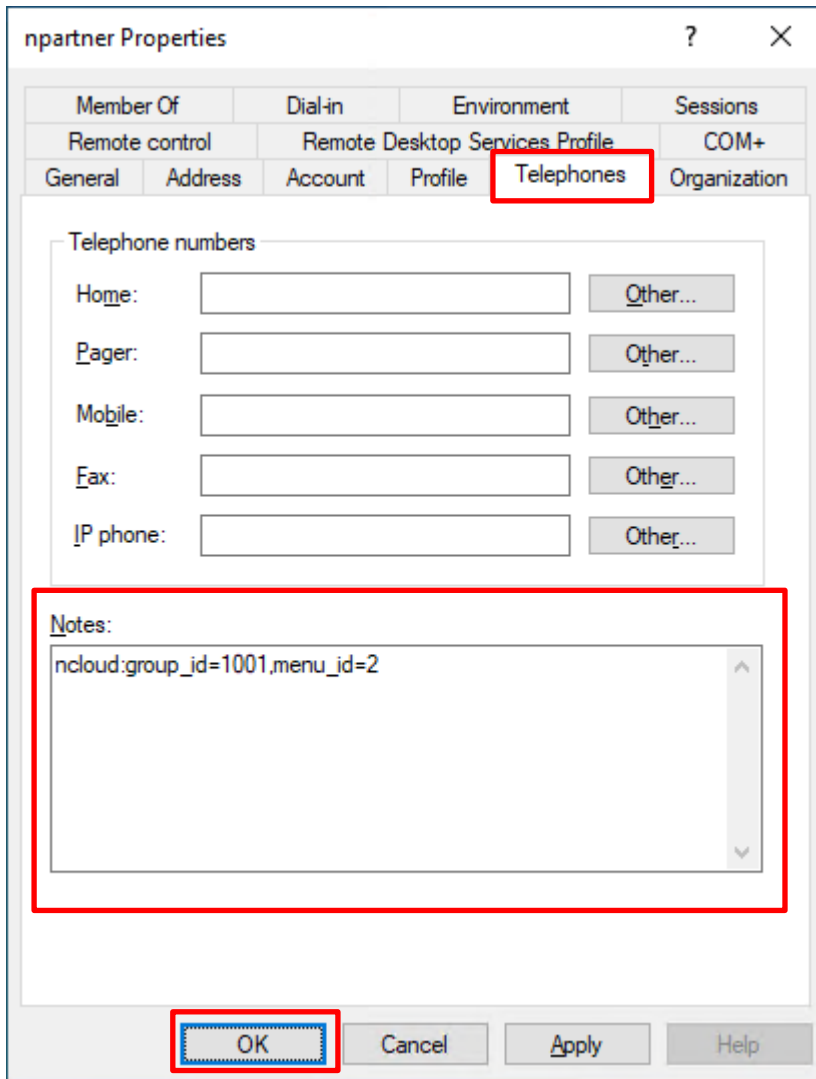 npartner Properties ? ×
Member Of Dial-in Environment Sessions
Remote control Remote Desktop Services Profile COM+
General Address Account Profile Telephones Organization
Telephone numbers
Home: Other...
Pager: Other...
Mobile: Other...
Fax: Other...
IP phone: Other...
Notes:
ncloud:group_id=1001,menu_id=2
OK Cancel Apply Help